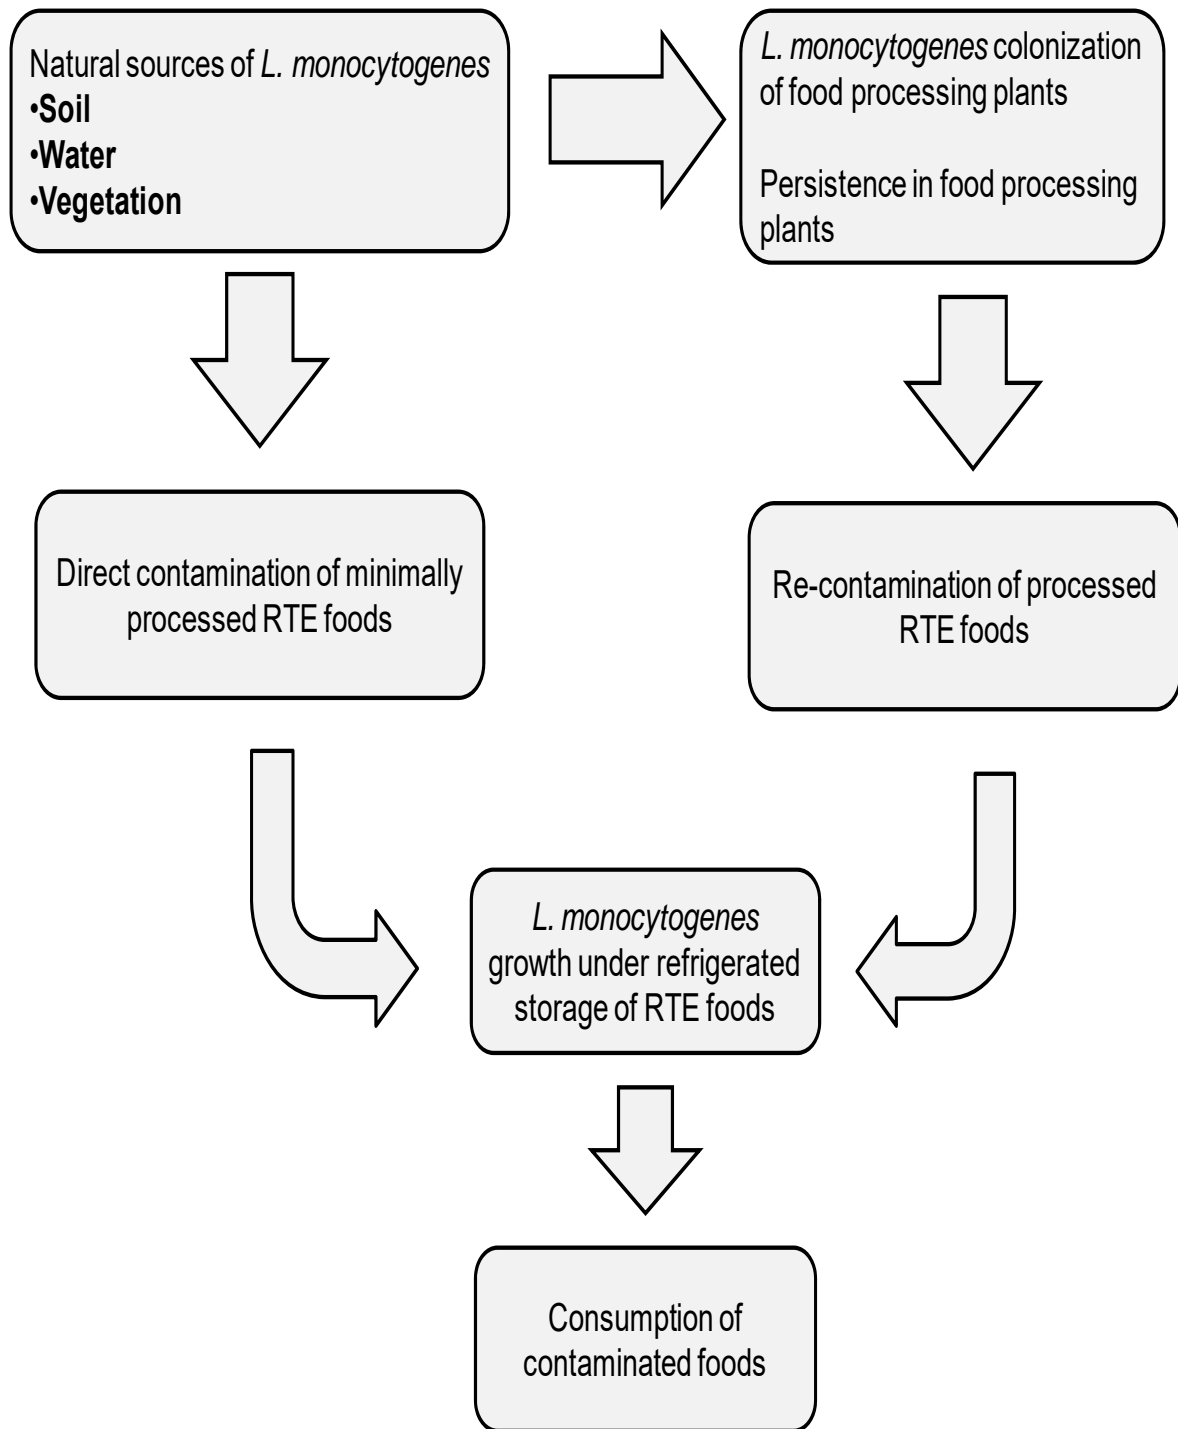 Natural sources of L. monocytogenes
•Soil
•Water
•Vegetation
L. monocytogenes colonization
of food processing plants
Persistence in food processing
plants
Direct contamination of minimally
processed RTE foods
Re-contamination of processed
RTE foods
L. monocytogenes
growth under refrigerated
storage of RTE foods
Consumption of
contaminated foods